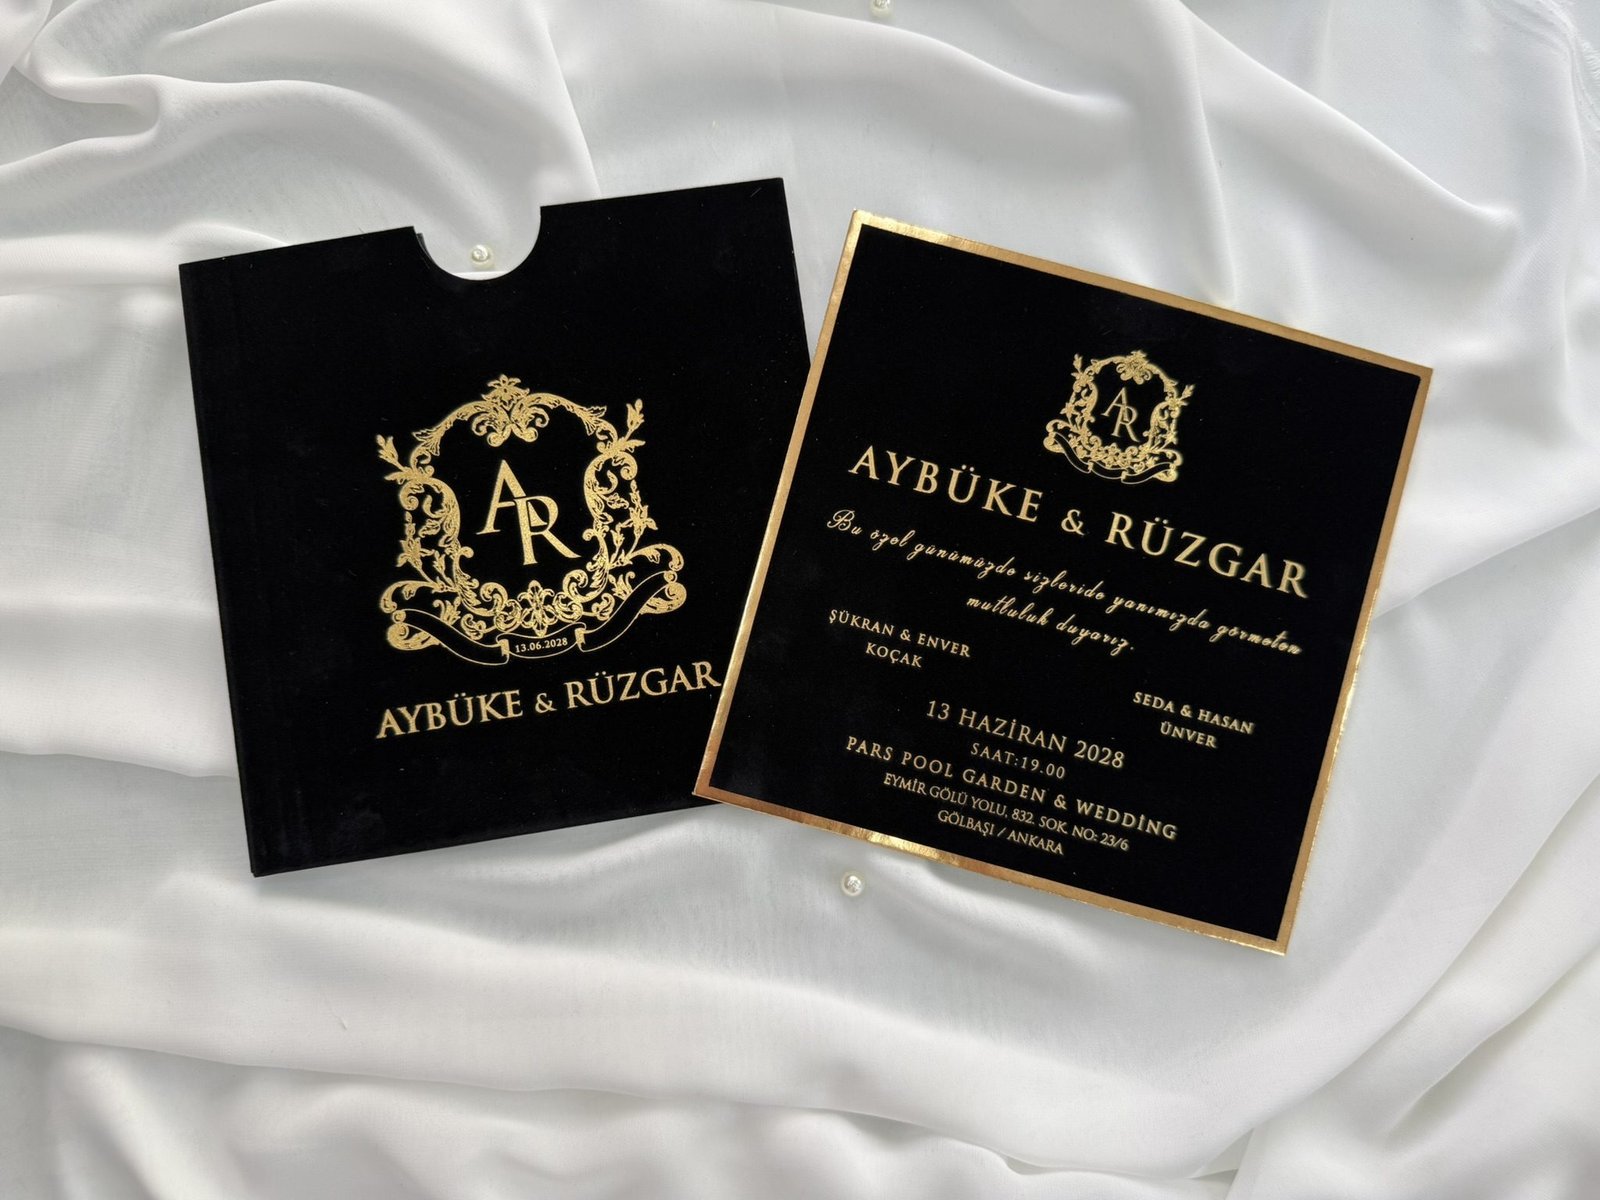 AR
13.06.2028
AYBÜKE & RÜZGAR
AR
AYBÜKE & RÜZGAR
Bu özel günümüzde sizleride yanımızda görmekten
mutluluk duyarız.
ŞÜKRAN & ENVER
KOÇAK
SEDA & HASAN
ÜNVER
13 HAZİRAN 2028
SAAT:19.00
PARS POOL GARDEN & WEDDİNG
EYMİR GÖLÜ YOLU, 832. SOK. NO: 23/6
GÖLBAŞI / ANKARA